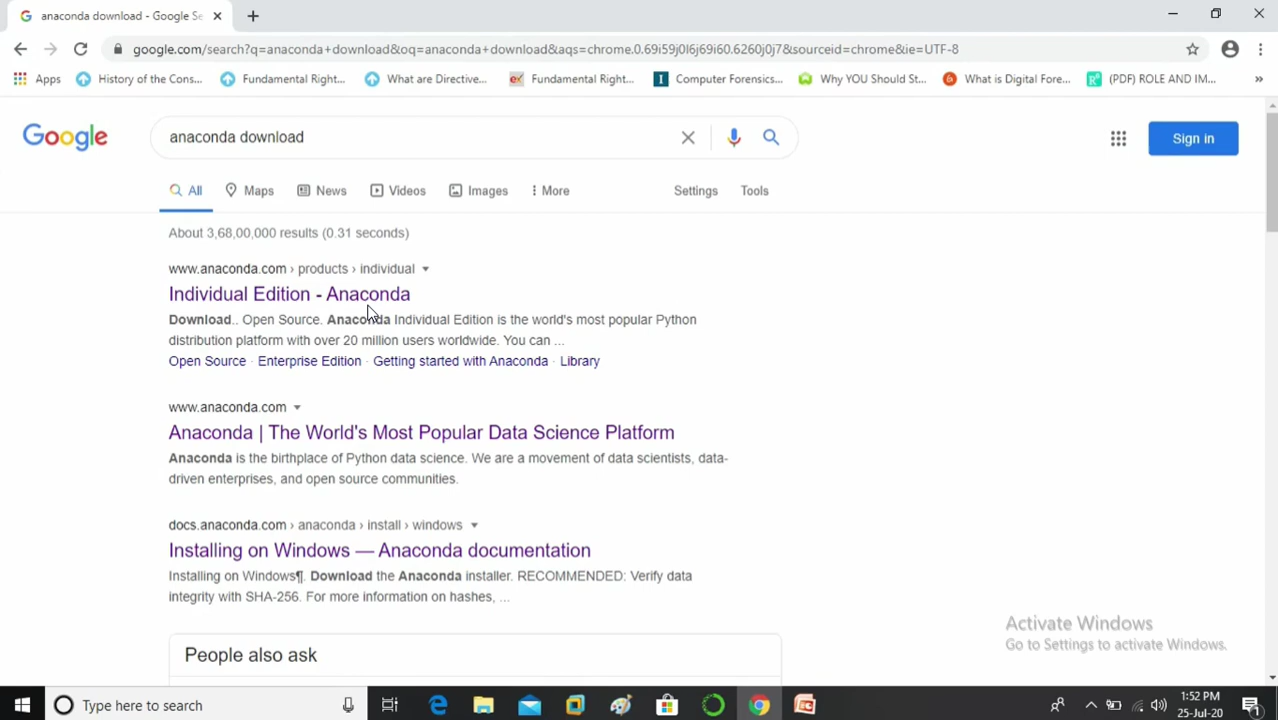 anaconda download - Google Se
google.com/search?q=anaconda+download&oq=anaconda+download&aqs=chrome.0.69i59j0l6j69i60.6260j0j7&sourceid=chrome&ie=UTF-8
Apps History of the Cons... Fundamental Right... What are Directive... ex Fundamental Right... I Computer Forensics... Why YOU Should St... What is Digital Fore... (PDF) ROLE AND IM... »
Google
anaconda download
Sign in
All Maps News Videos Images More Settings Tools
About 3,68,00,000 results (0.31 seconds)
www.anaconda.com › products › individual
Individual Edition - Anaconda
Download.. Open Source. Anaconda Individual Edition is the world's most popular Python
distribution platform with over 20 million users worldwide. You can ...
Open Source · Enterprise Edition · Getting started with Anaconda · Library
www.anaconda.com
Anaconda | The World's Most Popular Data Science Platform
Anaconda is the birthplace of Python data science. We are a movement of data scientists, data-
driven enterprises, and open source communities.
docs.anaconda.com › anaconda › install › windows
Installing on Windows — Anaconda documentation
Installing on Windows¶. Download the Anaconda installer. RECOMMENDED: Verify data
integrity with SHA-256. For more information on hashes, ...
People also ask
Activate Windows
Go to Settings to activate Windows.
Type here to search
1:52 PM
25-Jul-20
1